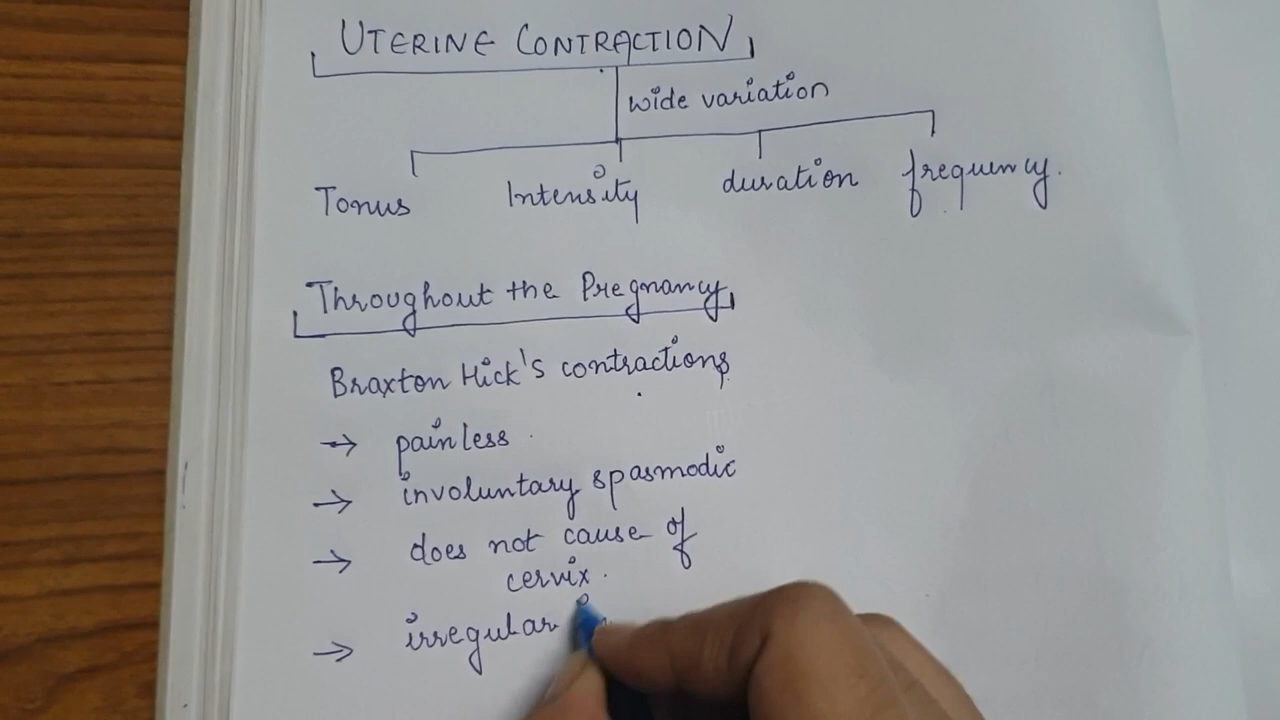 UTERINE CONTRACTION
wide variation
Tonus Intensity duration frequency.
Throughout the Pregnancy
Braxton Hick's contractions
→ painless
→ involuntary spasmodic
→ does not cause of
cervix.
→ irregular